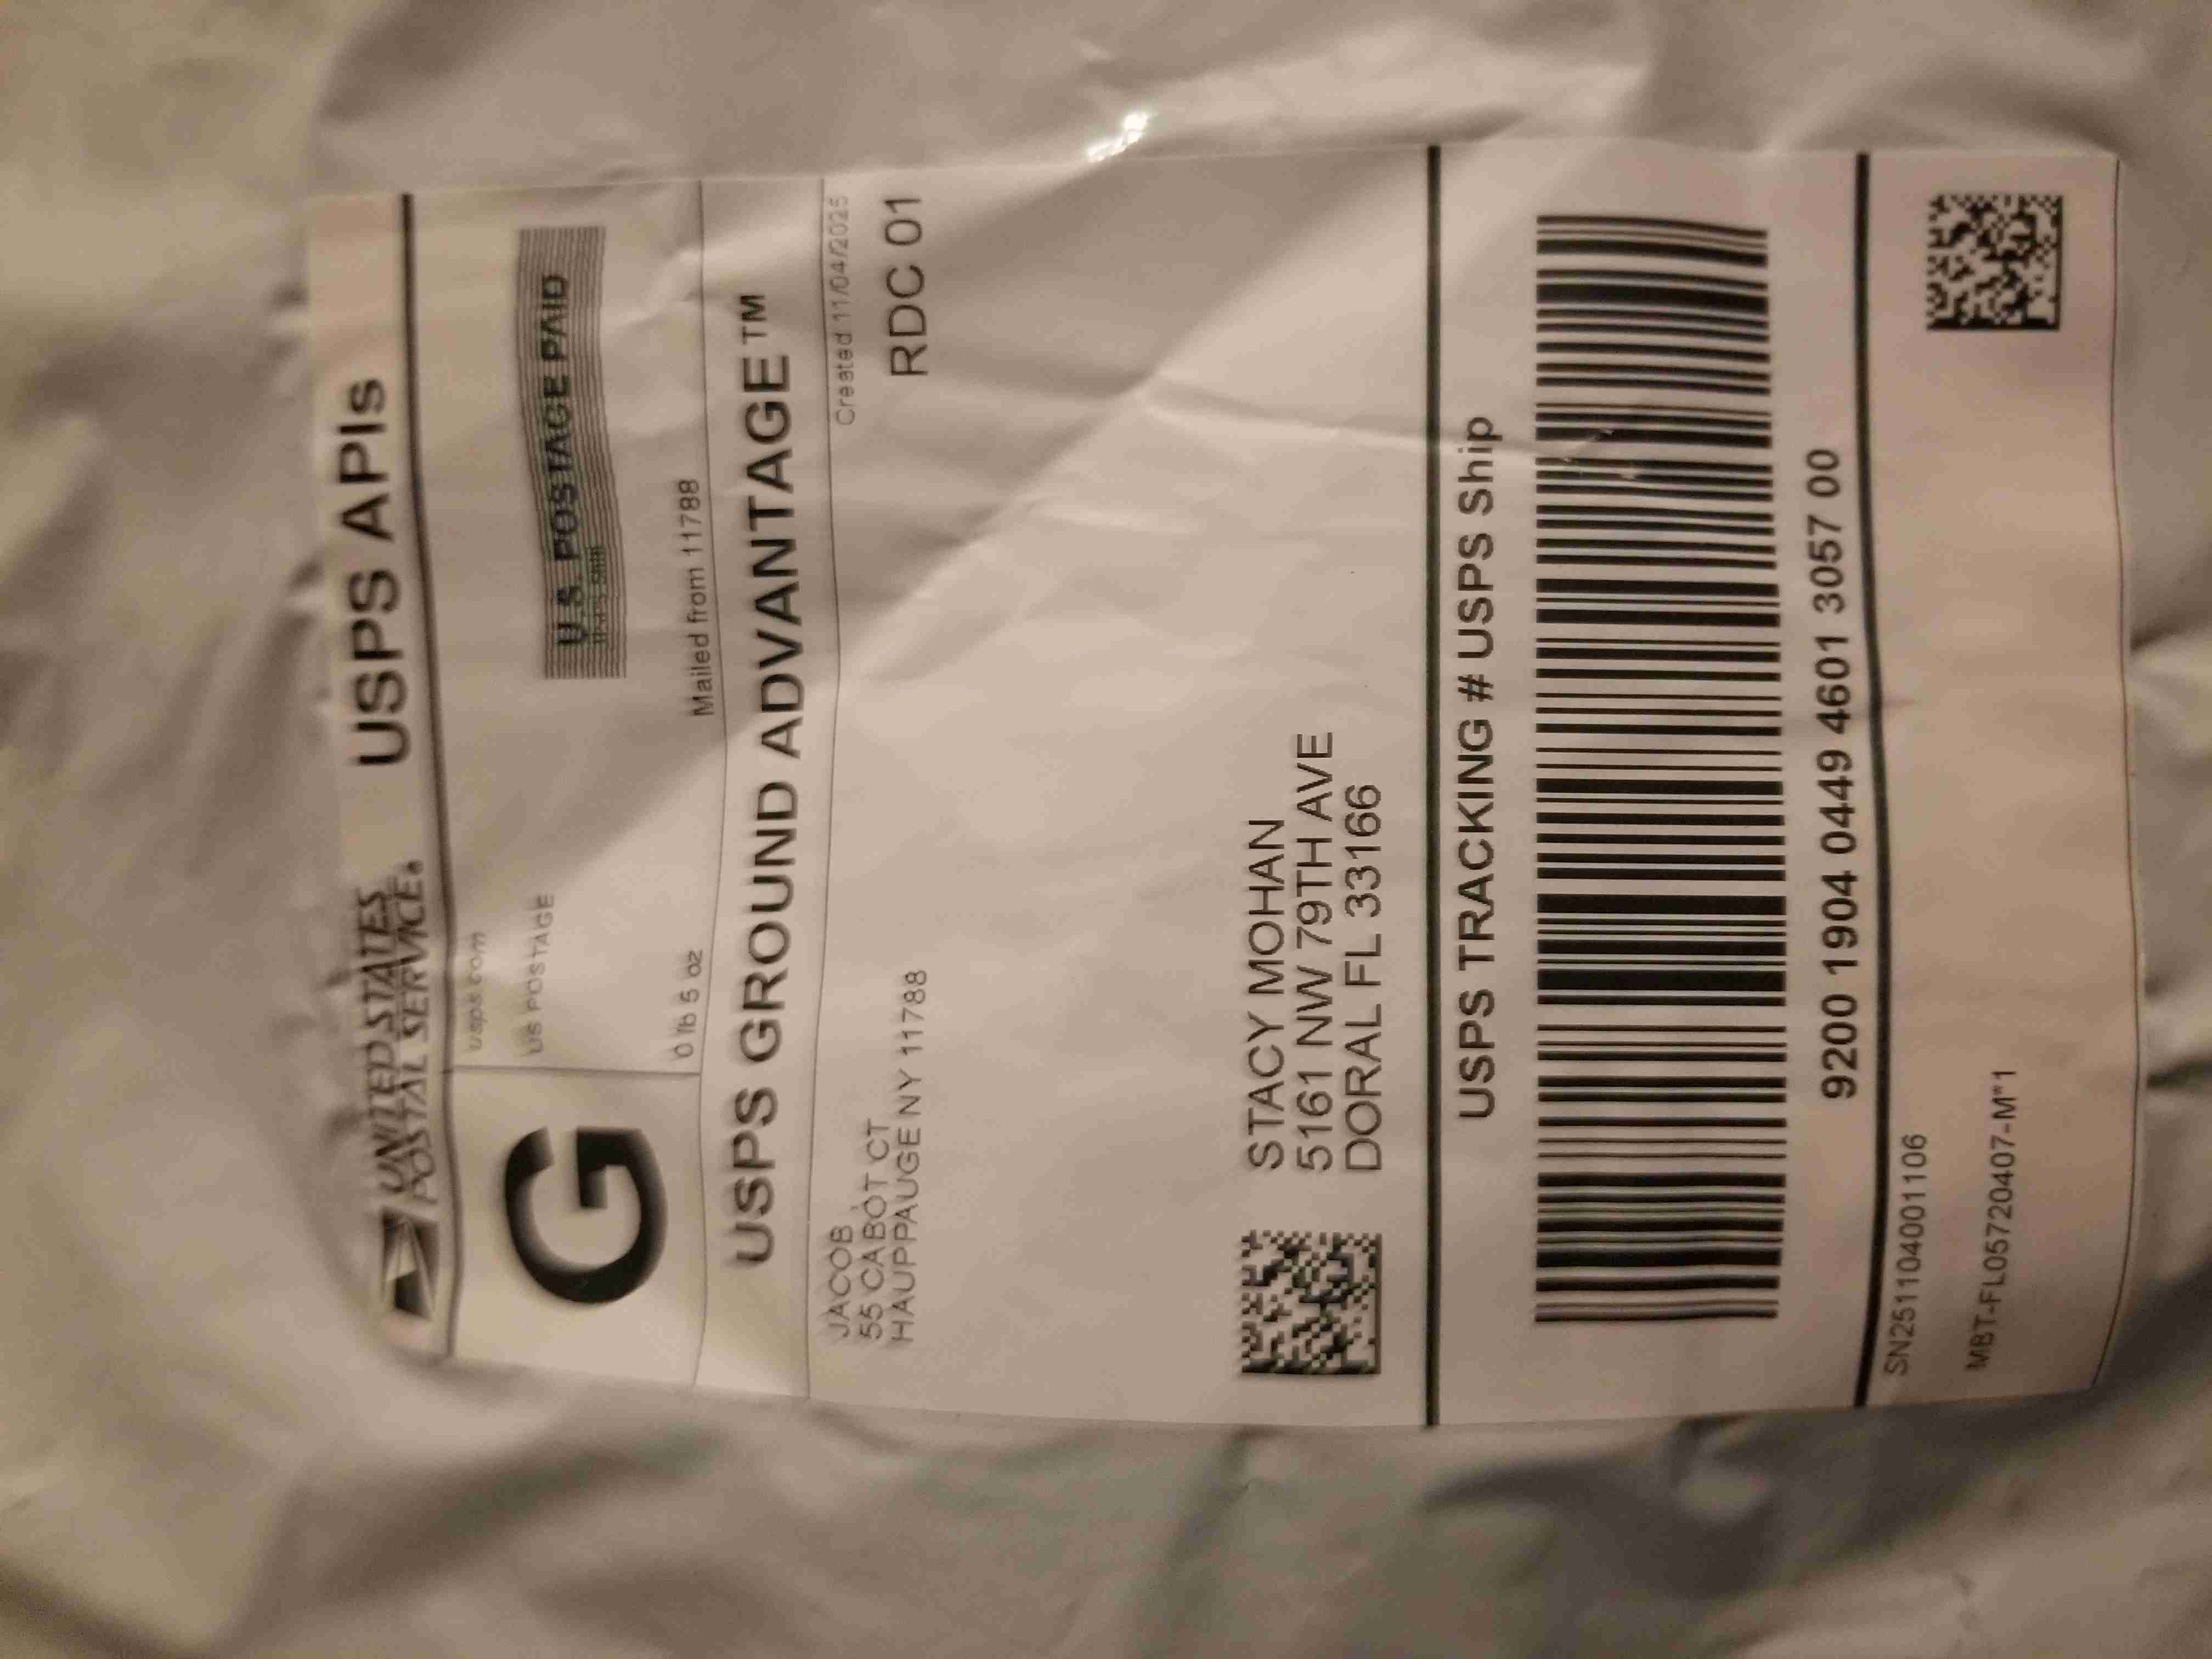 UNITED STATES
POSTAL SERVICE®
USPS APIs
G
usps.com
US POSTAGE
U.S. POSTAGE PAID
USPS Ship
0 lb 5 oz
Mailed from 11788
USPS GROUND ADVANTAGE™
JACOB
55 CABOT CT
HAUPPAUGE NY 11788
Created 11/04/2025
RDC 01
STACY MOHAN
5161 NW 79TH AVE
DORAL FL 33166
USPS TRACKING # USPS Ship
9200 1904 0449 4601 3057 00
SN251104001106
MBT-FL05720407-M*1